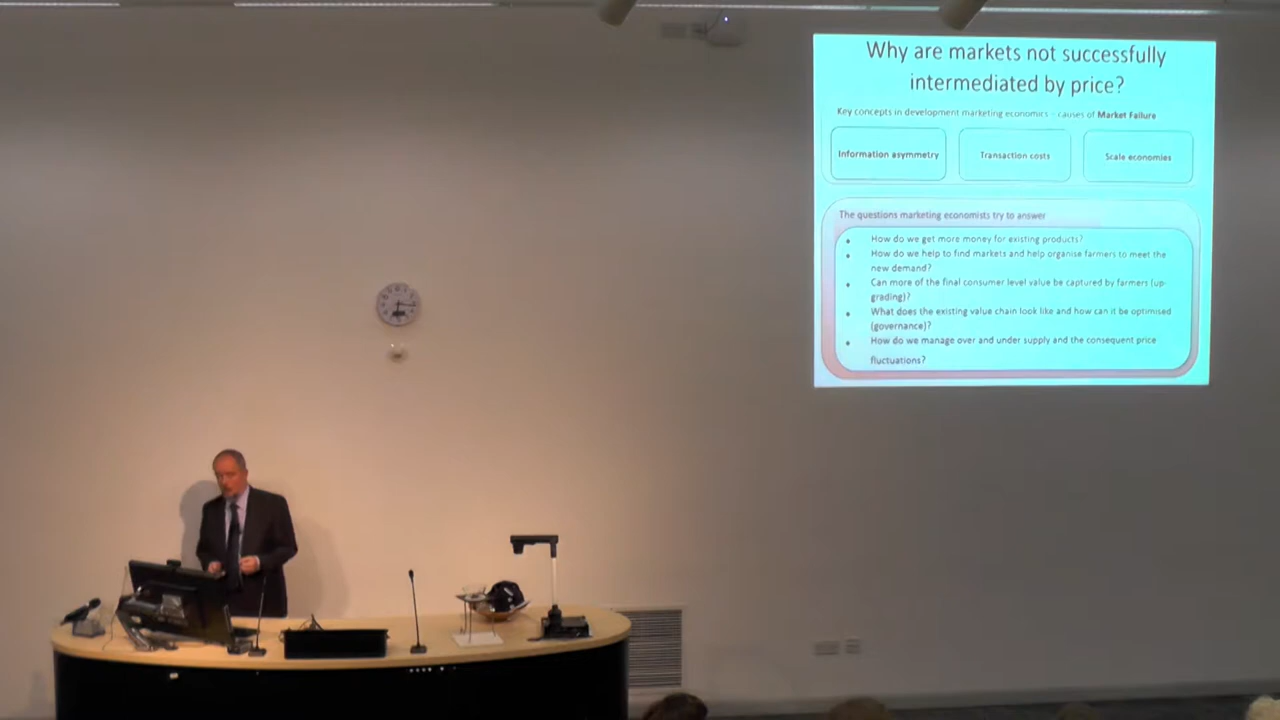 Why are markets not successfully
intermediated by price?
Key concepts in development marketing economics – causes of Market Failure
Information asymmetry
Transaction costs
Scale economies
The questions marketing economists try to answer
• How do we get more money for existing products?
• How do we help to find markets and help organise farmers to meet the
new demand?
• Can more of the final consumer level value be captured by farmers (up-
grading)?
• What does the existing value chain look like and how can it be optimised
(governance)?
• How do we manage over and under supply and the consequent price
fluctuations?